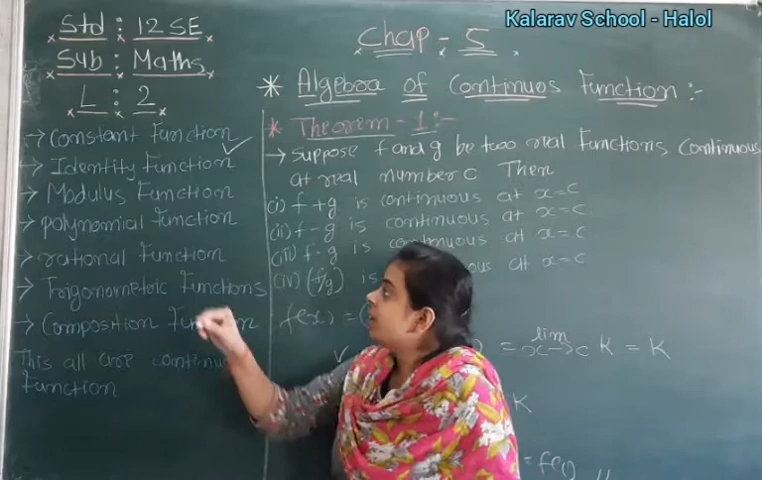 Kalarav School - Halol
Std : 12 SE
Sub : Maths
L : 2
Chap - 5
* Algebra of Continuos Function :-
→ Constant Function
→ Identity Function
→ Modulus Function
→ polynomial Function
→ rational Function
→ Trigonometric Functions
→ Composition
This all are
Function
* Theorem - 1 :-
→ Suppose f and g be two real Functions, Continuous
at real number c Then
(i) f + g is continuous at x = c
(ii) f - g is continuous at x = c
(iii) f . g is continuous at x = c
(iv) (f/g) is at x = c
f(x) =
= lim x→c K = K
K